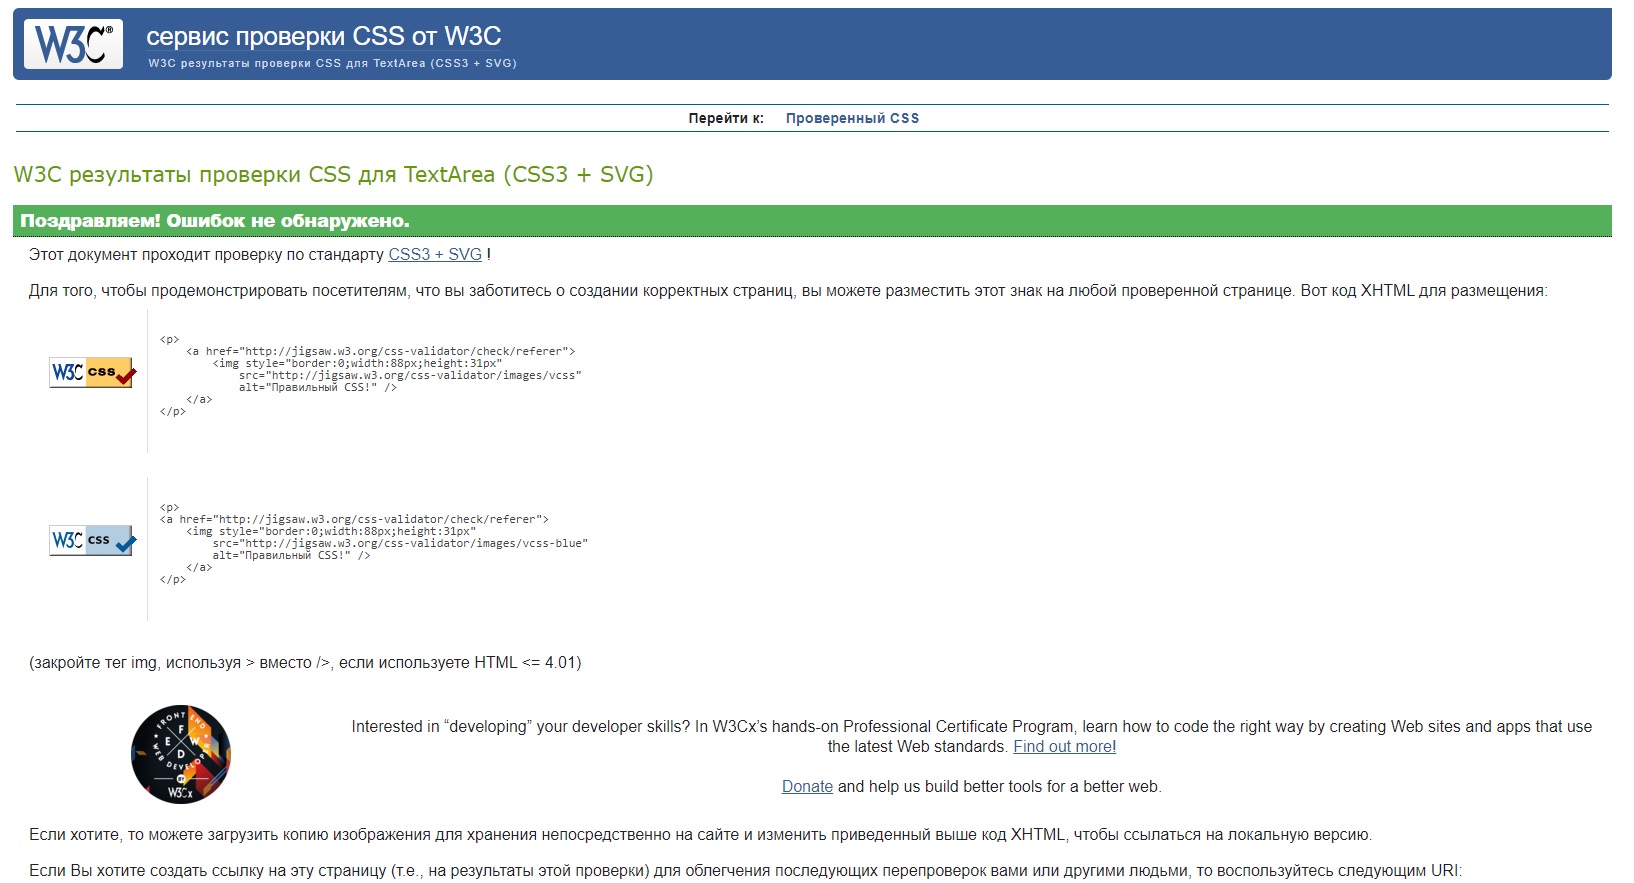 W3C®
сервис проверки CSS от W3C
W3C результаты проверки CSS для TextArea (CSS3 + SVG)
Перейти к: Проверенный CSS
W3C результаты проверки CSS для TextArea (CSS3 + SVG)
Поздравляем! Ошибок не обнаружено.
Этот документ проходит проверку по стандарту CSS3 + SVG !
Для того, чтобы продемонстрировать посетителям, что вы заботитесь о создании корректных страниц, вы можете разместить этот знак на любой проверенной странице. Вот код XHTML для размещения:
W3C css
<p>
    <a href="http://jigsaw.w3.org/css-validator/check/referer">
        <img style="border:0;width:88px;height:31px"
            src="http://jigsaw.w3.org/css-validator/images/vcss"
            alt="Правильный CSS!" />
    </a>
</p>
W3C css
<p>
<a href="http://jigsaw.w3.org/css-validator/check/referer">
    <img style="border:0;width:88px;height:31px"
        src="http://jigsaw.w3.org/css-validator/images/vcss-blue"
        alt="Правильный CSS!" />
    </a>
</p>
(закройте тег img, используя > вместо />, если используете HTML <= 4.01)
FRONT END
F E W D
WEB DEVELOPER
BY
W3Cx
Interested in “developing” your developer skills? In W3Cx’s hands-on Professional Certificate Program, learn how to code the right way by creating Web sites and apps that use
the latest Web standards. Find out more!
Donate and help us build better tools for a better web.
Если хотите, то можете загрузить копию изображения для хранения непосредственно на сайте и изменить приведенный выше код XHTML, чтобы ссылаться на локальную версию.
Если Вы хотите создать ссылку на эту страницу (т.е., на результаты этой проверки) для облегчения последующих перепроверок вами или другими людьми, то воспользуйтесь следующим URI: